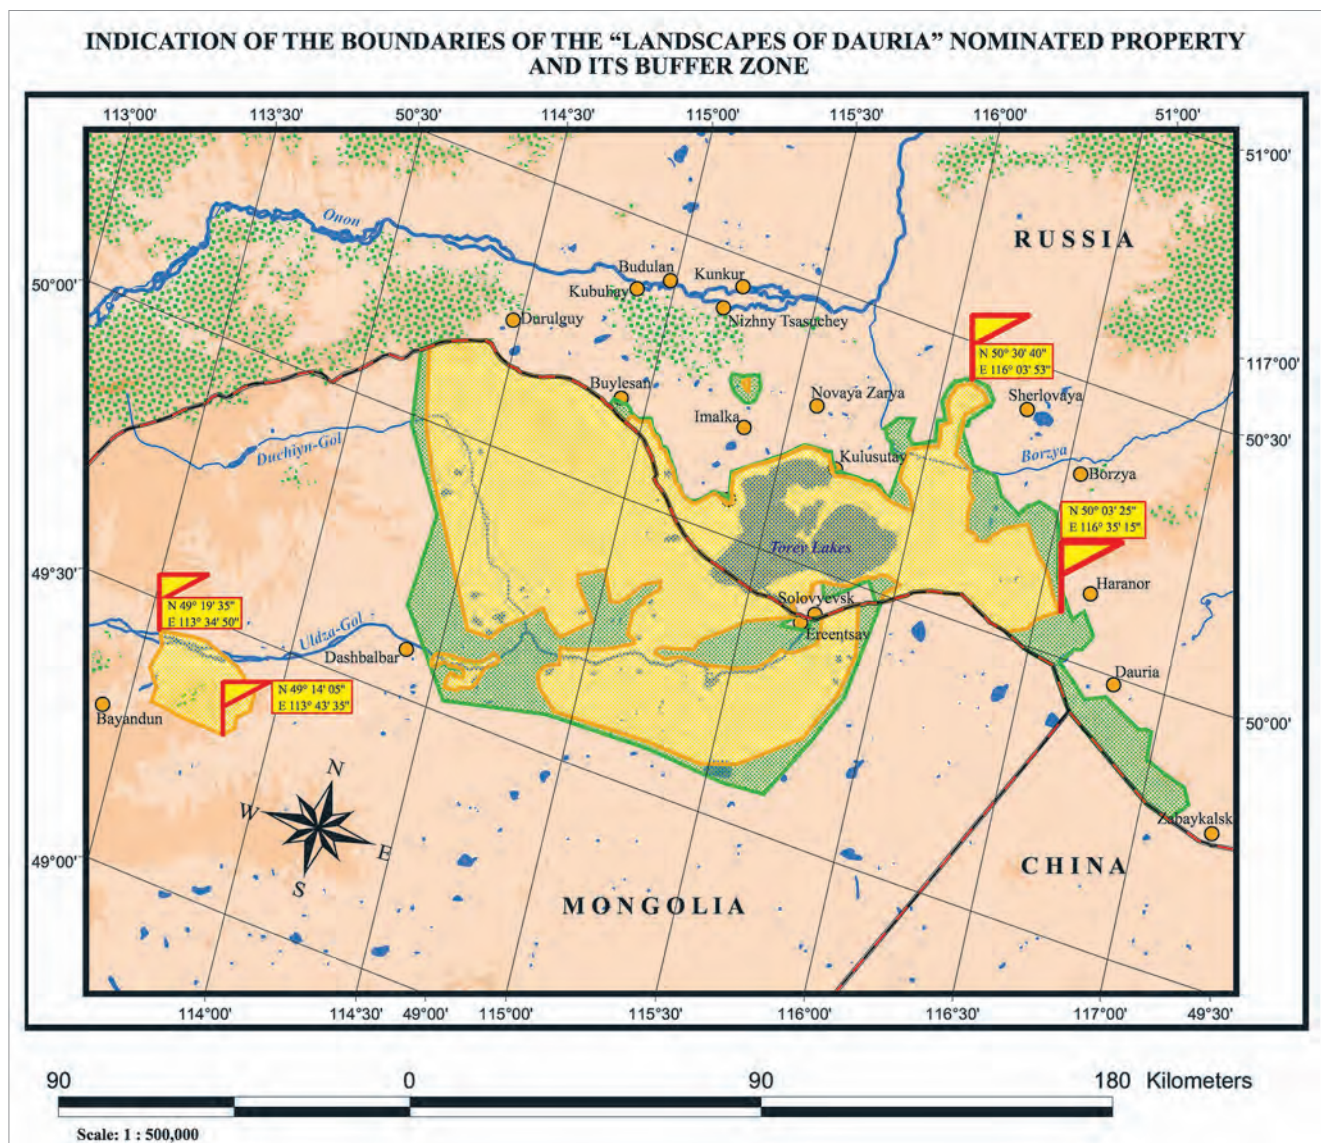 INDICATION OF THE BOUNDARIES OF THE “LANDSCAPES OF DAURIA” NOMINATED PROPERTY
AND ITS BUFFER ZONE
113°00' 113°30' 50°30' 114°30' 115°00' 115°30' 116°00' 51°00'
51°00'
Onon
RUSSIA
Budulan
Kunkur
50°00'
Kubuhay
Durulguy
Nizhny Tsasuchey
N 50° 30' 40"
E 116° 03' 53"
117°00'
Buylesan
Novaya Zarya
Sherlovaya
Imalka
50°30'
Duchiyn-Gol
Kulusutay
Borzya
Borzya
N 50° 03' 25"
E 116° 35' 15"
Torey Lakes
49°30'
Haranor
Solovyevsk
N 49° 19' 35"
E 113° 34' 50"
Uldza-Gol
Ereentsav
Dashbalbar
Dauria
N 49° 14' 05"
E 113° 43' 35"
Bayandun
50°00'
N
W
E
S
Zabaykalsk
49°00'
CHINA
MONGOLIA
114°00' 114°30' 49°00' 115°00' 115°30' 116°00' 116°30' 117°00' 49°30'
90 0 90 180 Kilometers
Scale: 1 : 500,000